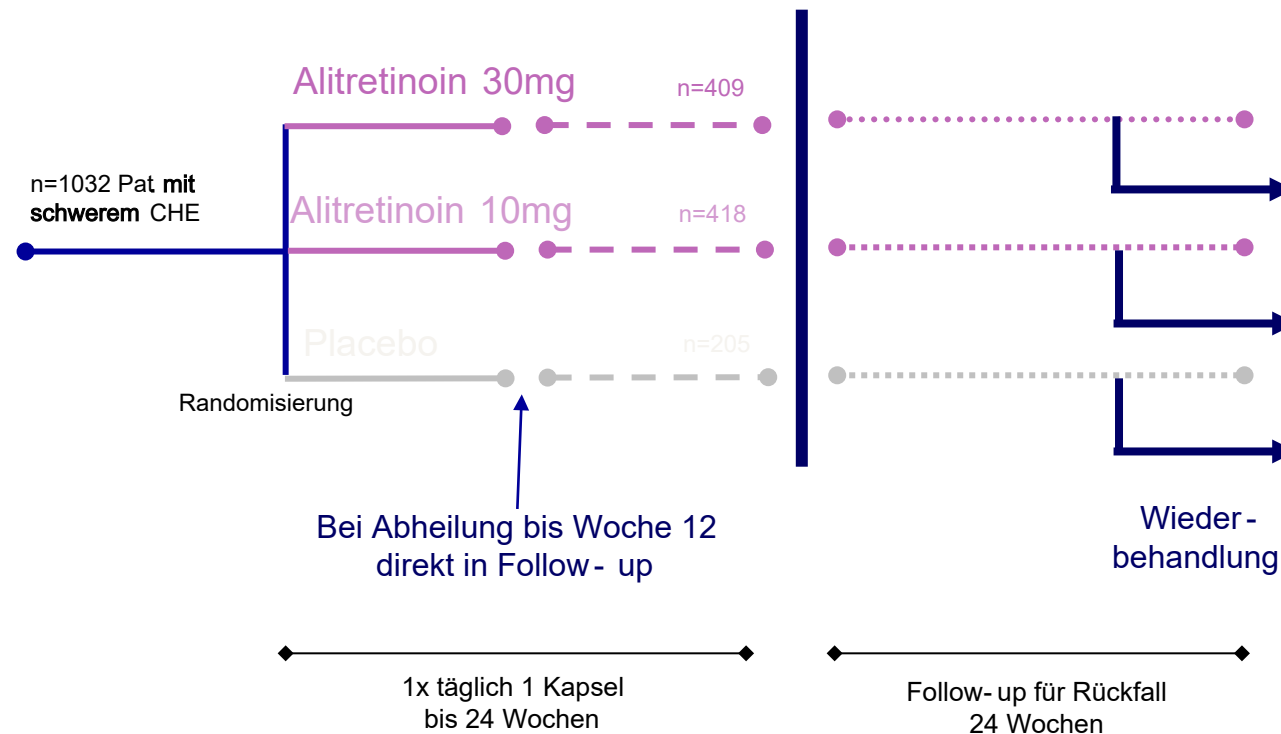 Alitretinoin 30mg
n=409
n=1032 Pat. mit
schwerem CHE
Alitretinoin 10mg
n=418
Placebo
n=205
Randomisierung
Bei Abheilung bis Woche 12
direkt in Follow- up
Wieder-
behandlung
1x täglich 1 Kapsel
bis 24 Wochen
Follow- up für Rückfall
24 Wochen